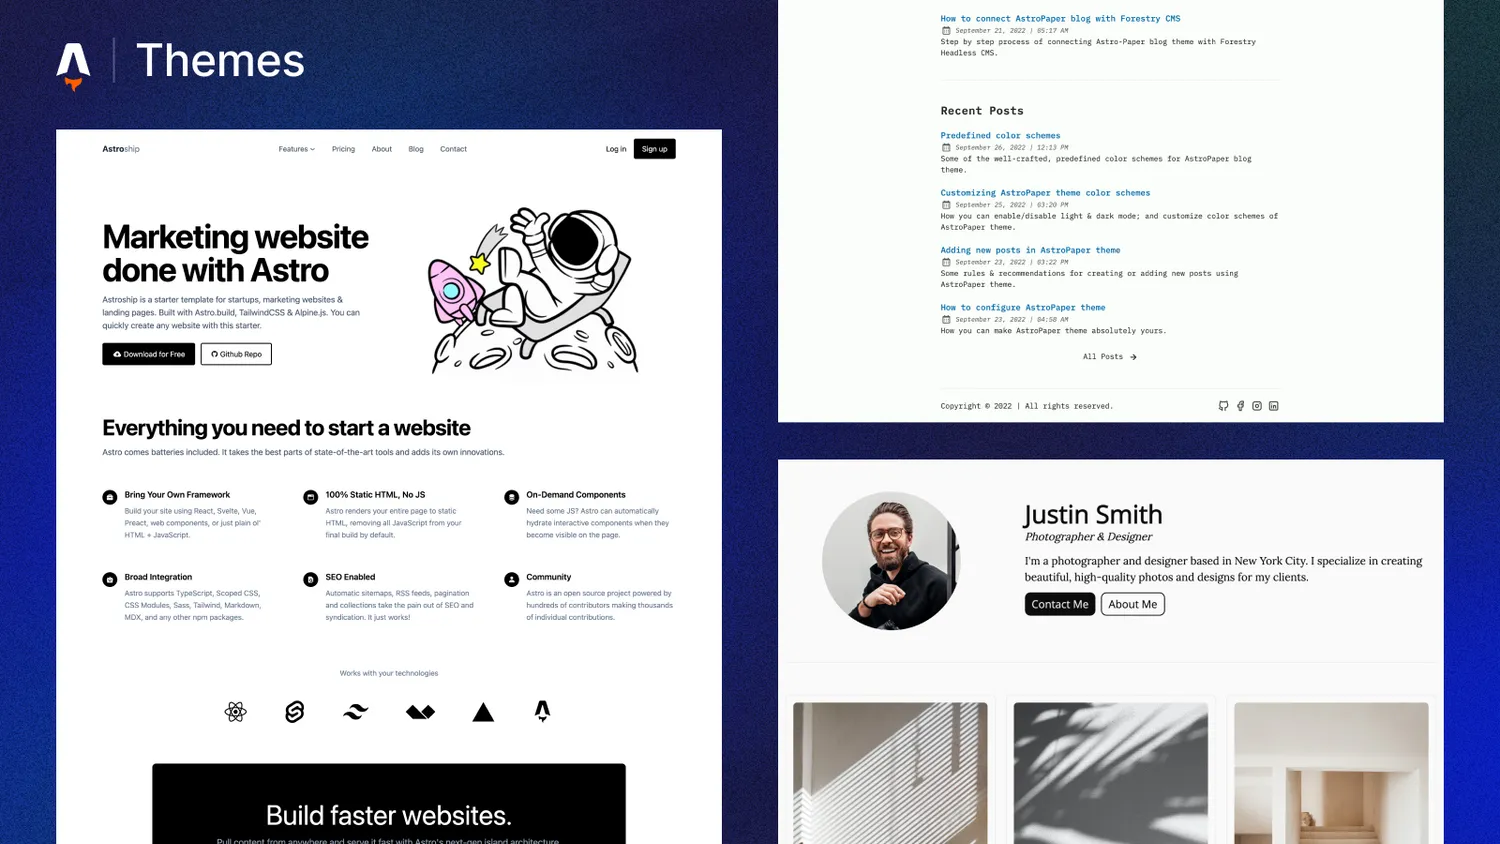 Themes
Astroship
Features
Pricing
About
Blog
Contact
Log in
Sign up
Marketing website
done with Astro
Astroship is a starter template for startups, marketing websites &
landing pages. Built with Astro.build, TailwindCSS & Alpine.js. You can
quickly create any website with this starter.
Download for Free
Github Repo
Everything you need to start a website
Astro comes batteries included. It takes the best parts of state-of-the-art tools and adds its own innovations.
Bring Your Own Framework
Build your site using React, Svelte, Vue,
Preact, web components, or just plain ol'
HTML + JavaScript.
100% Static HTML, No JS
Astro renders your entire page to static
HTML, removing all JavaScript from your
final build by default.
On-Demand Components
Need some JS? Astro can automatically
hydrate interactive components when they
become visible on the page.
Broad Integration
Astro supports TypeScript, Scoped CSS,
CSS Modules, Sass, Tailwind, Markdown,
MDX, and any other npm packages.
SEO Enabled
Automatic sitemaps, RSS feeds, pagination
and collections take the pain out of SEO and
syndication. It just works!
Community
Astro is an open source project powered by
hundreds of contributors making thousands
of individual contributions.
Works with your technologies
Build faster websites.
Pull content from anywhere and serve it fast with Astro's next-gen island architecture.
How to connect AstroPaper blog with Forestry CMS
September 21, 2022 | 05:17 AM
Step by step process of connecting Astro-Paper blog theme with Forestry
Headless CMS.
Recent Posts
Predefined color schemes
September 26, 2022 | 12:13 PM
Some of the well-crafted, predefined color schemes for AstroPaper blog
theme.
Customizing AstroPaper theme color schemes
September 25, 2022 | 03:20 PM
How you can enable/disable light & dark mode; and customize color schemes of
AstroPaper theme.
Adding new posts in AstroPaper theme
September 23, 2022 | 03:22 PM
Some rules & recommendations for creating or adding new posts using
AstroPaper theme.
How to configure AstroPaper theme
September 23, 2022 | 04:58 AM
How you can make AstroPaper theme absolutely yours.
All Posts
Copyright © 2022 | All rights reserved.
Justin Smith
Photographer & Designer
I'm a photographer and designer based in New York City. I specialize in creating
beautiful, high-quality photos and designs for my clients.
Contact Me
About Me